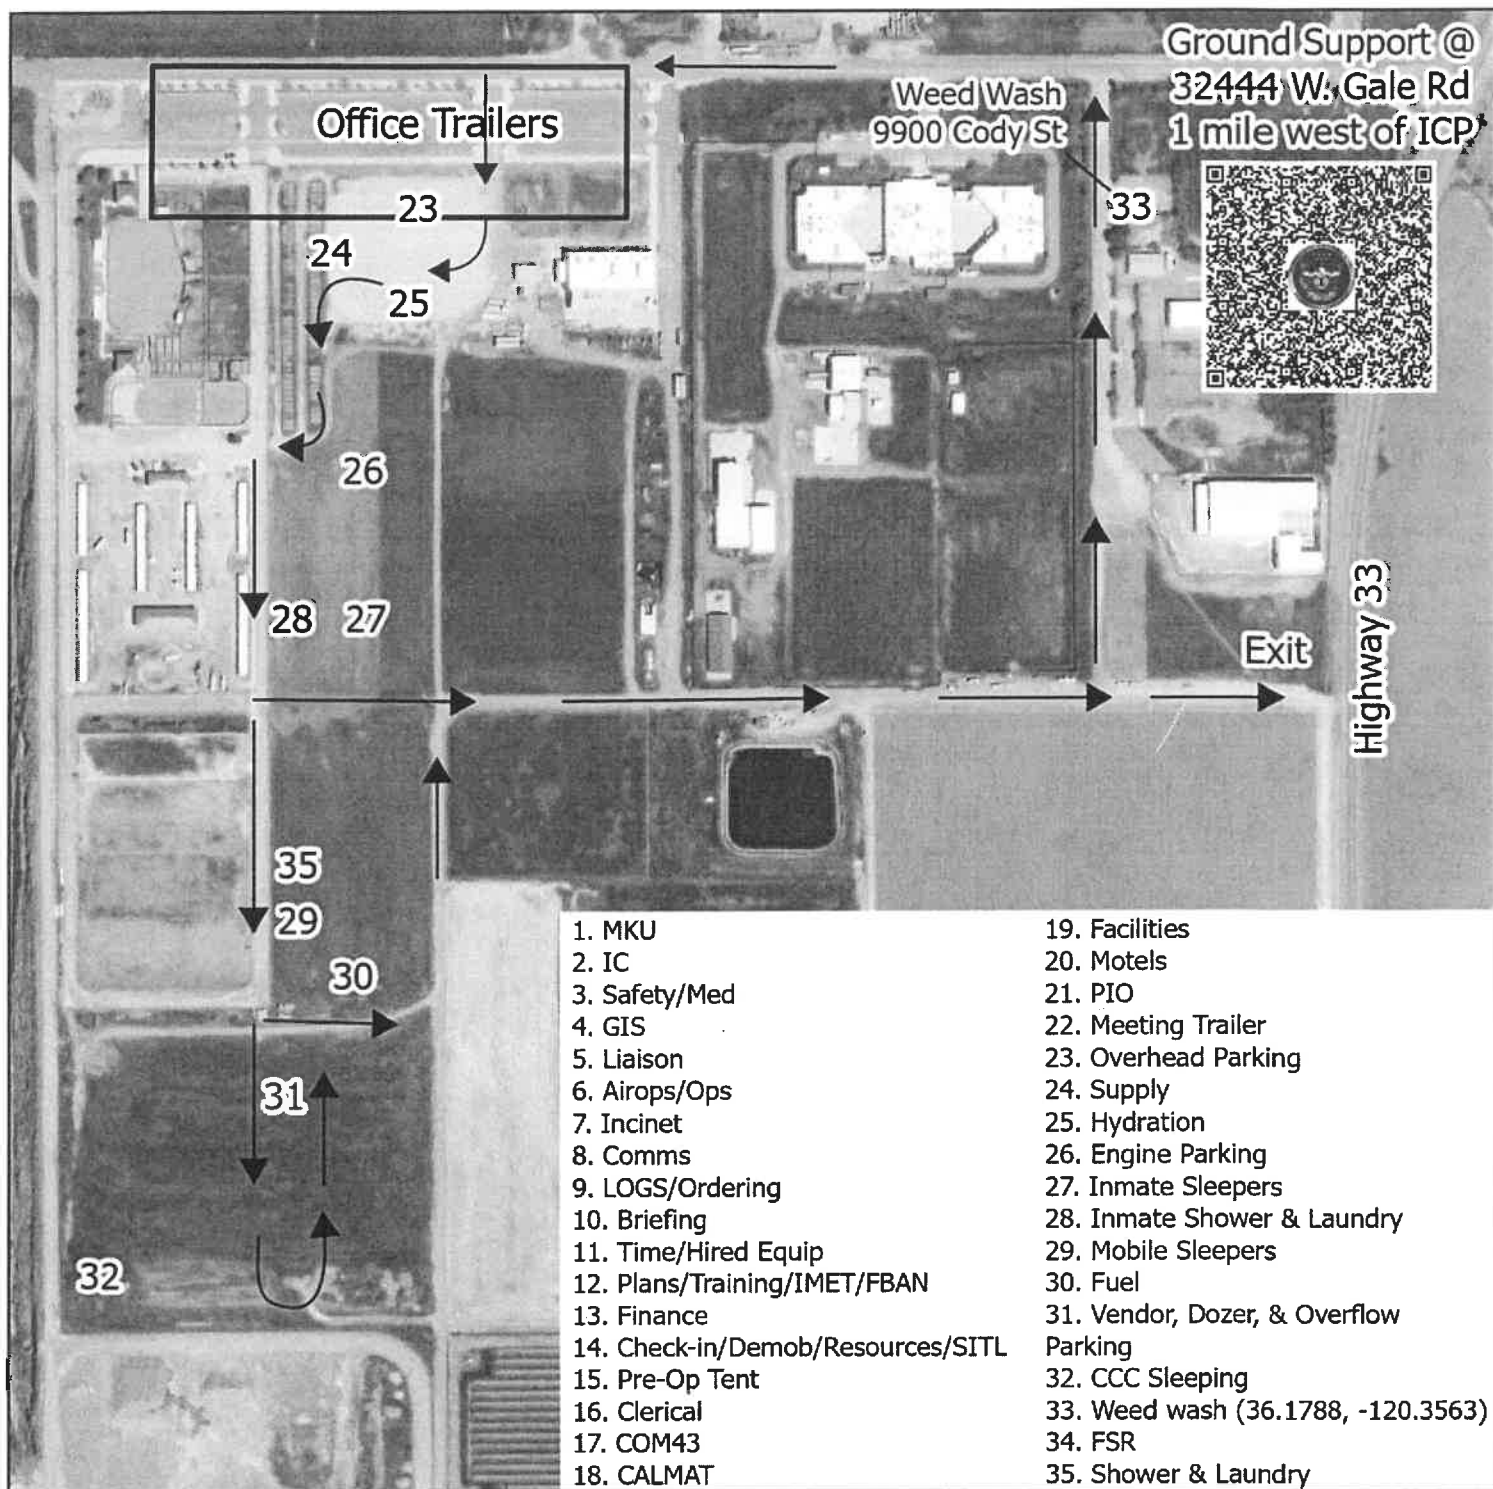 Ground Support @
32444 W. Gale Rd
1 mile west of ICP
Weed Wash
9900 Cody St
Office Trailers
33
23
24
25
26
28
27
Exit
Highway 33
35
29
30
31
32
1. MKU
2. IC
3. Safety/Med
4. GIS
5. Liaison
6. Airops/Ops
7. Incinet
8. Comms
9. LOGS/Ordering
10. Briefing
11. Time/Hired Equip
12. Plans/Training/IMET/FBAN
13. Finance
14. Check-in/Demob/Resources/SITL
15. Pre-Op Tent
16. Clerical
17. COM43
18. CALMAT
19. Facilities
20. Motels
21. PIO
22. Meeting Trailer
23. Overhead Parking
24. Supply
25. Hydration
26. Engine Parking
27. Inmate Sleepers
28. Inmate Shower & Laundry
29. Mobile Sleepers
30. Fuel
31. Vendor, Dozer, & Overflow
Parking
32. CCC Sleeping
33. Weed wash (36.1788, -120.3563)
34. FSR
35. Shower & Laundry